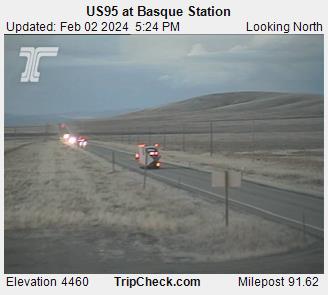 US95 at Basque Station
Updated: Feb 02 2024 5:24 PM Looking North
Elevation 4460 TripCheck.com Milepost 91.62